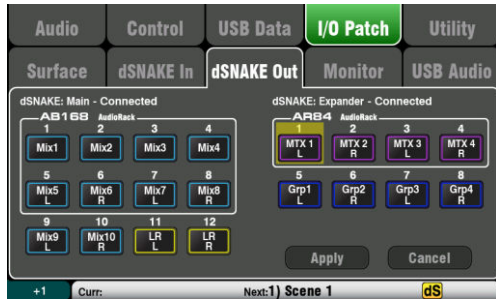 Audio Control USB Data I/O Patch Utility
Surface dSNAKE In dSNAKE Out Monitor USB Audio
dSNAKE: Main - Connected
AB168 AudioRack
1 2 3 4
Mix1 Mix2 Mix3 Mix4
5 6 7 8
Mix5 L Mix6 R Mix7 L Mix8 R
9 10 11 12
Mix9 L Mix10 R LR L LR R
dSNAKE: Expander - Connected
AR84 AudioRack
1 2 3 4
MTX 1 L MTX 2 R MTX 3 L MTX 4 R
5 6 7 8
Grp1 L Grp2 R Grp3 L Grp4 R
Apply Cancel
+1 Curr: Next:1) Scene 1 dS